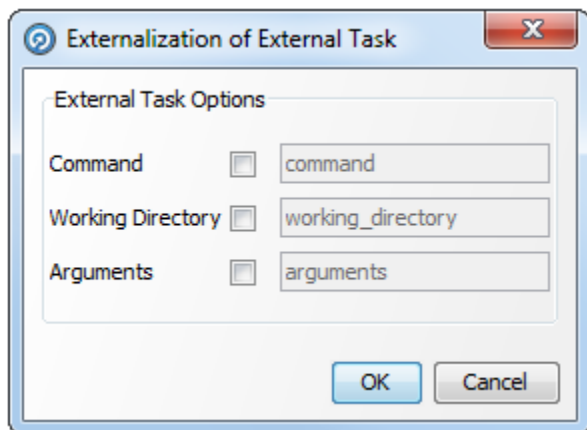 Externalization of External Task
External Task Options
Command command
Working Directory working_directory
Arguments arguments
OK Cancel